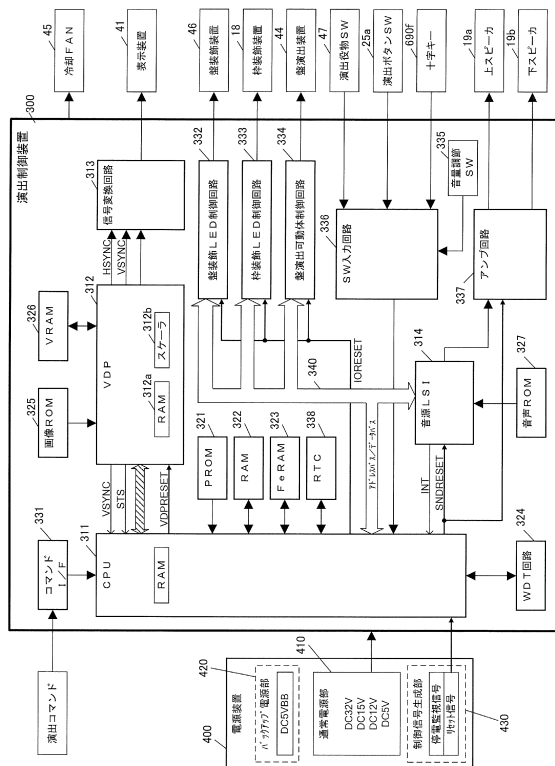 45
冷却FAN
41
表示装置
46
盤装飾装置
18
枠装飾装置
44
盤演出装置
47
演出役物SW
25a
演出ボタンSW
690f
十字キー
19a
上スピーカ
19b
下スピーカ
300
演出制御装置
313
信号変換回路
332
盤装飾LED制御回路
333
枠装飾LED制御回路
334
盤演出可動体制御回路
335
音量調節
SW
336
SW入力回路
337
アンプ回路
HSYNC
VSYNC
326
VRAM
325
画像ROM
312
VDP
312a
RAM
312b
スケーラ
VSYNC
STS
VDPRESET
321
PROM
322
RAM
323
FeRAM
338
RTC
340
IORESET
アドレスバス/データバス
314
音源LSI
327
音声ROM
INT
SNDRESET
331
コマンド
I/F
311
CPU
RAM
324
WDT回路
演出コマンド
400
電源装置
420
バックアップ電源部
DC5VBB
410
通常電源部
DC32V
DC15V
DC12V
DC5V
制御信号生成部
停電監視信号
リセット信号
430